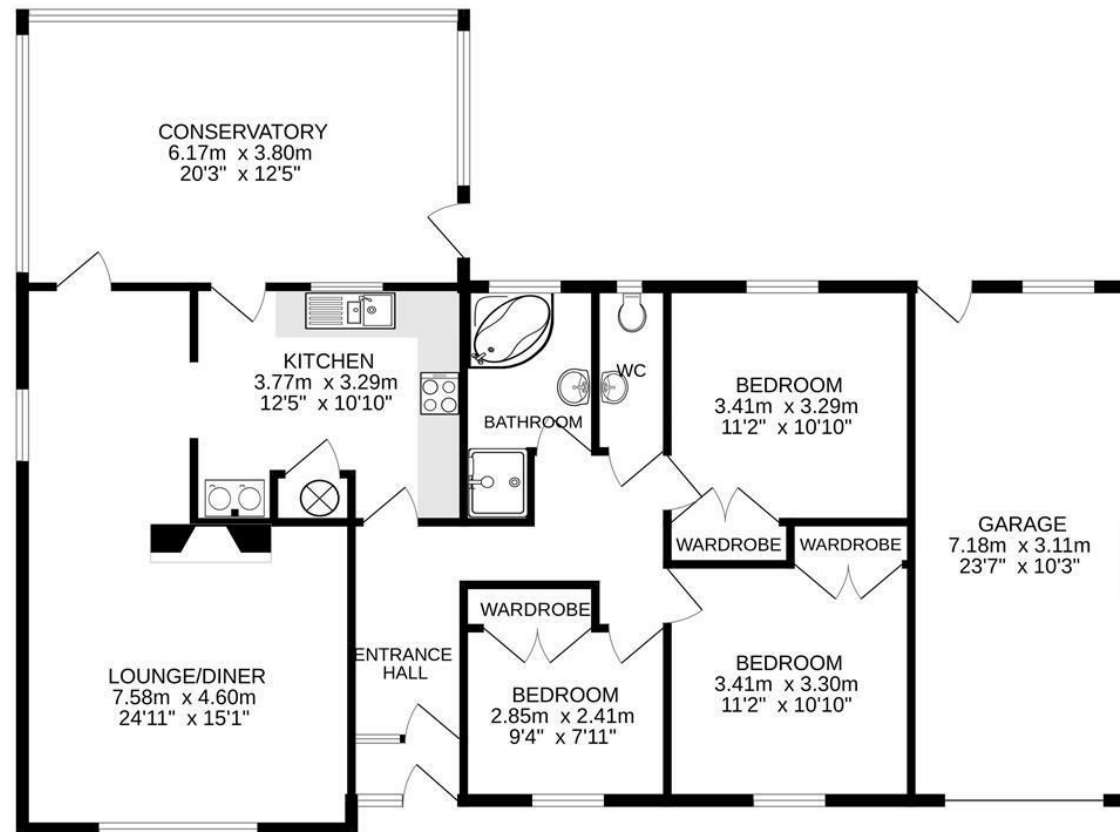 CONSERVATORY
6.17m x 3.80m
20'3" x 12'5"
KITCHEN
3.77m x 3.29m
12'5" x 10'10"
BATHROOM
WC
BEDROOM
3.41m x 3.29m
11'2" x 10'10"
WARDROBE
WARDROBE
GARAGE
7.18m x 3.11m
23'7" x 10'3"
LOUNGE/DINER
7.58m x 4.60m
24'11" x 15'1"
ENTRANCE
HALL
WARDROBE
BEDROOM
2.85m x 2.41m
9'4" x 7'11"
BEDROOM
3.41m x 3.30m
11'2" x 10'10"